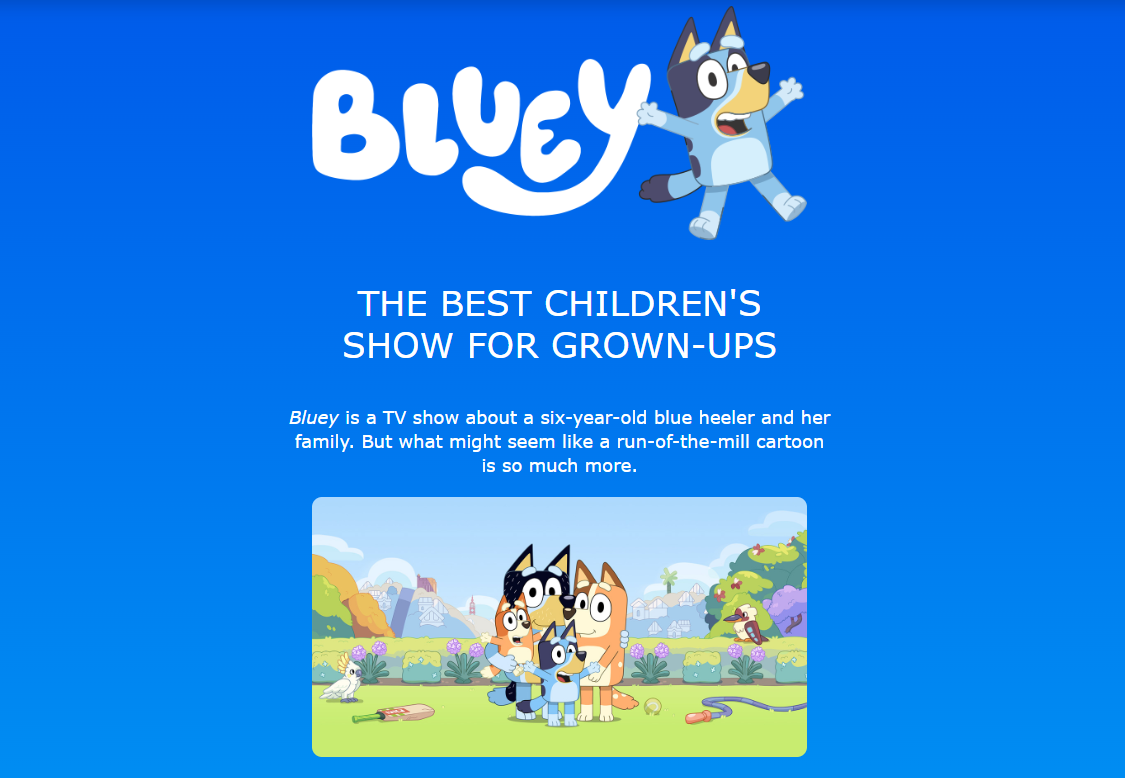 BLUEY
THE BEST CHILDREN'S
SHOW FOR GROWN-UPS
Bluey is a TV show about a six-year-old blue heeler and her
family. But what might seem like a run-of-the-mill cartoon
is so much more.